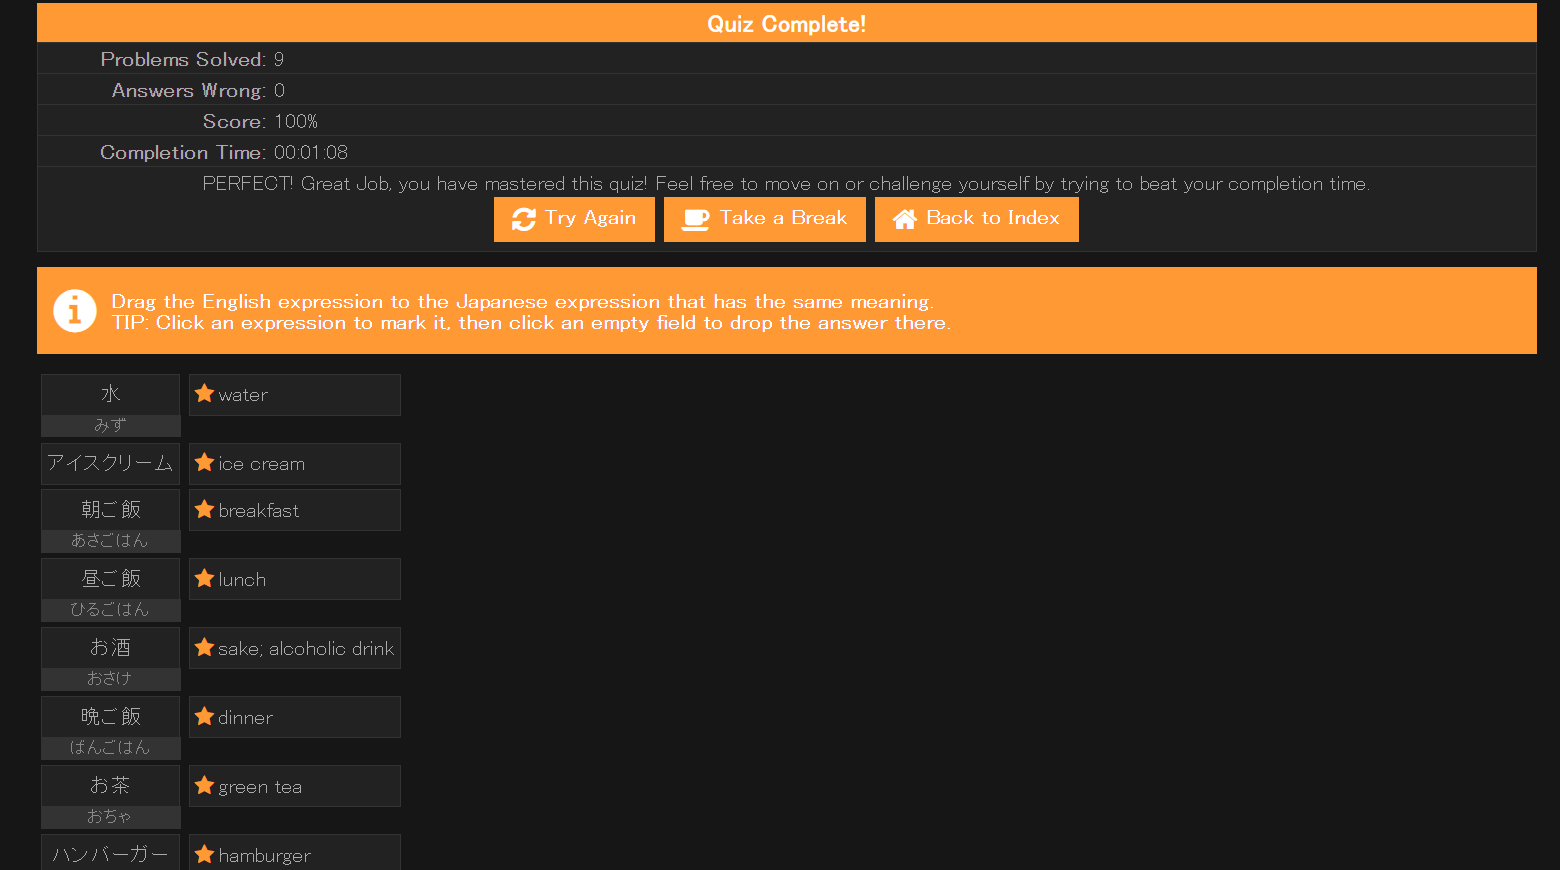 Quiz Complete!
Problems Solved: 9
Answers Wrong: 0
Score: 100%
Completion Time: 00:01:08
PERFECT! Great Job, you have mastered this quiz! Feel free to move on or challenge yourself by trying to beat your completion time.
Try Again Take a Break Back to Index
Drag the English expression to the Japanese expression that has the same meaning.
TIP: Click an expression to mark it, then click an empty field to drop the answer there.
水 water
みず
アイスクリーム ice cream
朝ご飯 breakfast
あさごはん
昼ご飯 lunch
ひるごはん
お酒 sake; alcoholic drink
おさけ
晩ご飯 dinner
ばんごはん
お茶 green tea
おちゃ
ハンバーガー hamburger